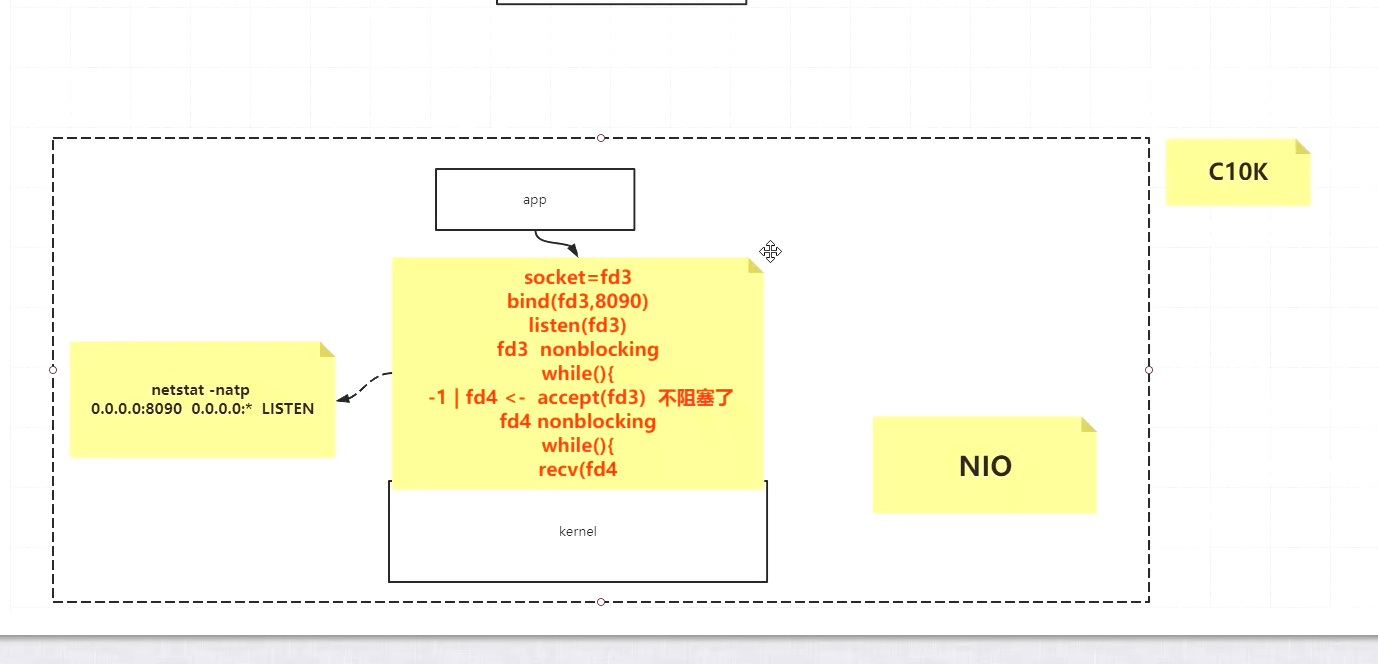 C10K
app
socket=fd3
bind(fd3,8090)
listen(fd3)
fd3  nonblocking
while(){
-1 | fd4 <-  accept(fd3)  不阻塞了
fd4 nonblocking
while(){
recv(fd4
netstat -natp
0.0.0.0:8090  0.0.0.0:*  LISTEN
NIO
kernel